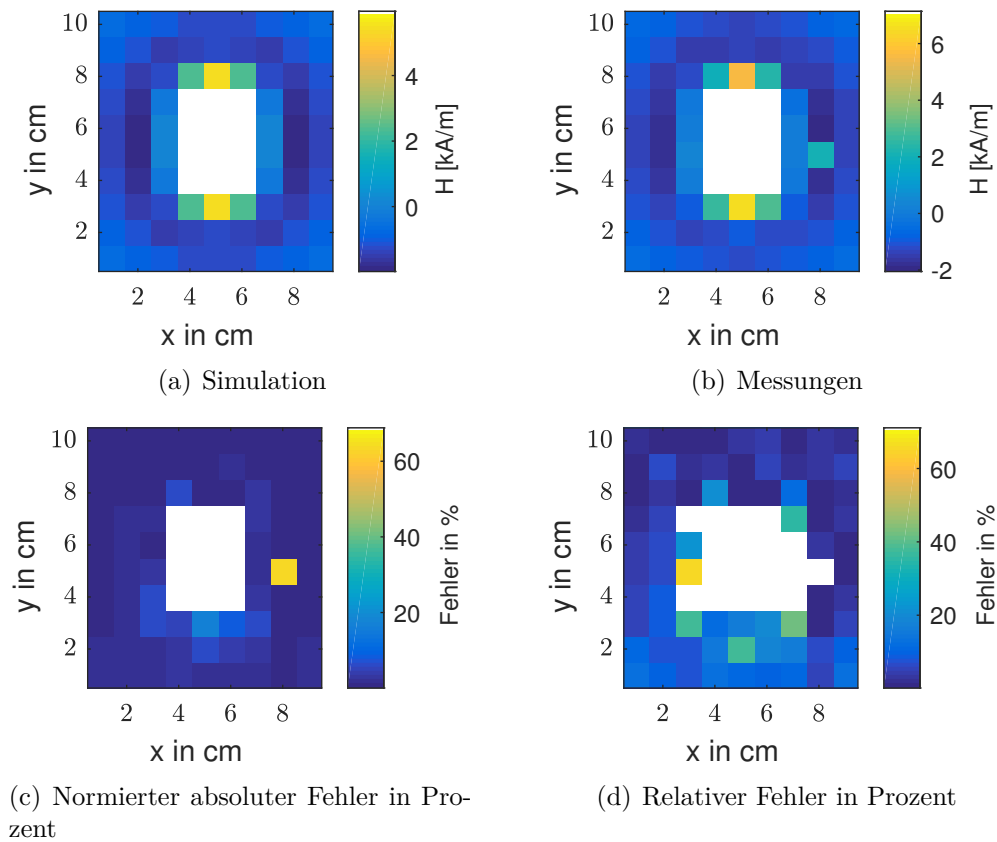 10
8
6
4
2
2 4 6 8
x in cm
y in cm
4
2
0
H [kA/m]
(a) Simulation
10
8
6
4
2
2 4 6 8
x in cm
y in cm
6
4
2
0
-2
H [kA/m]
(b) Messungen
10
8
6
4
2
2 4 6 8
x in cm
y in cm
60
40
20
Fehler in %
(c) Normierter absoluter Fehler in Pro-
zent
10
8
6
4
2
2 4 6 8
x in cm
y in cm
60
40
20
Fehler in %
(d) Relativer Fehler in Prozent